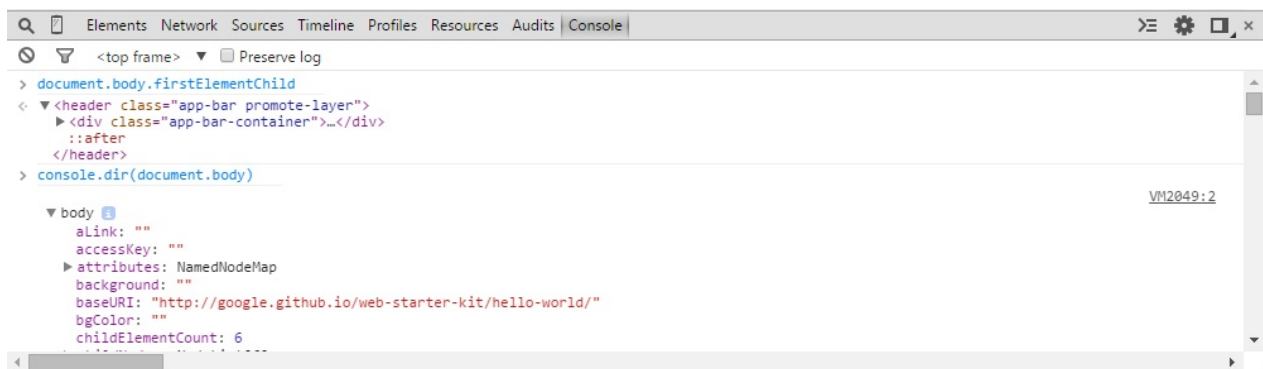 Elements Network Sources Timeline Profiles Resources Audits Console
<top frame> ▼ Preserve log
> document.body.firstElementChild
<header class="app-bar promote-layer">
<div class="app-bar-container">…</div>
::after
</header>
> console.dir(document.body)
VM2049:2
body i
aLink: ""
accessKey: ""
attributes: NamedNodeMap
background: ""
baseURI: "http://google.github.io/web-starter-kit/hello-world/"
bgColor: ""
childElementCount: 6